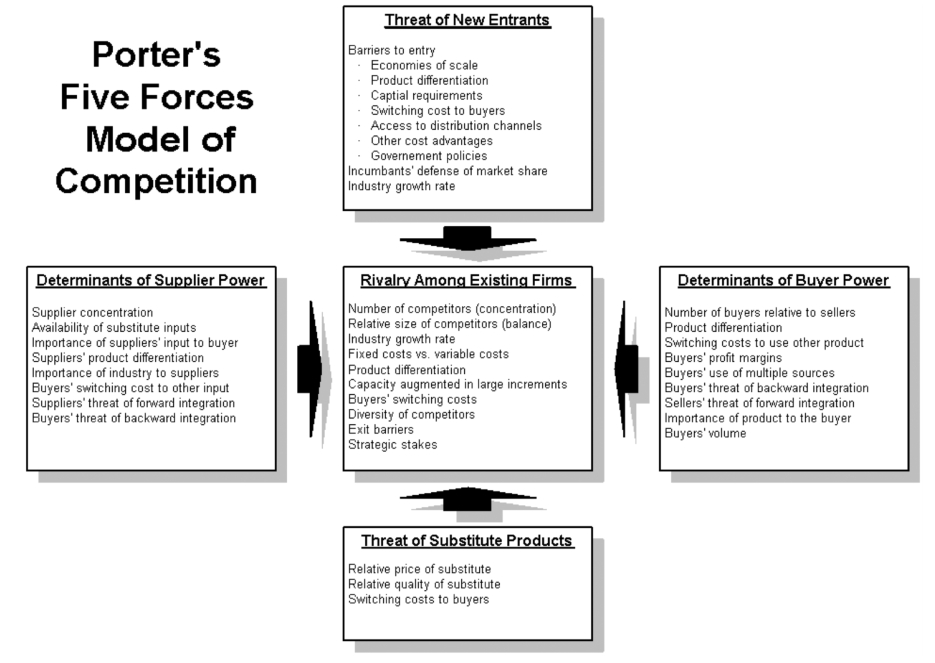 Porter's
Five Forces
Model of
Competition
Threat of New Entrants
Barriers to entry
· Economies of scale
· Product differentiation
· Captial requirements
· Switching cost to buyers
· Access to distribution channels
· Other cost advantages
· Governement policies
Incumbants' defense of market share
Industry growth rate
Determinants of Supplier Power
Supplier concentration
Availability of substitute inputs
Importance of suppliers' input to buyer
Suppliers' product differentiation
Importance of industry to suppliers
Buyers' switching cost to other input
Suppliers' threat of forward integration
Buyers' threat of backward integration
Rivalry Among Existing Firms
Number of competitors (concentration)
Relative size of competitors (balance)
Industry growth rate
Fixed costs vs. variable costs
Product differentiation
Capacity augmented in large increments
Buyers' switching costs
Diversity of competitors
Exit barriers
Strategic stakes
Determinants of Buyer Power
Number of buyers relative to sellers
Product differentiation
Switching costs to use other product
Buyers' profit margins
Buyers' use of multiple sources
Buyers' threat of backward integration
Sellers' threat of forward integration
Importance of product to the buyer
Buyers' volume
Threat of Substitute Products
Relative price of substitute
Relative quality of substitute
Switching costs to buyers